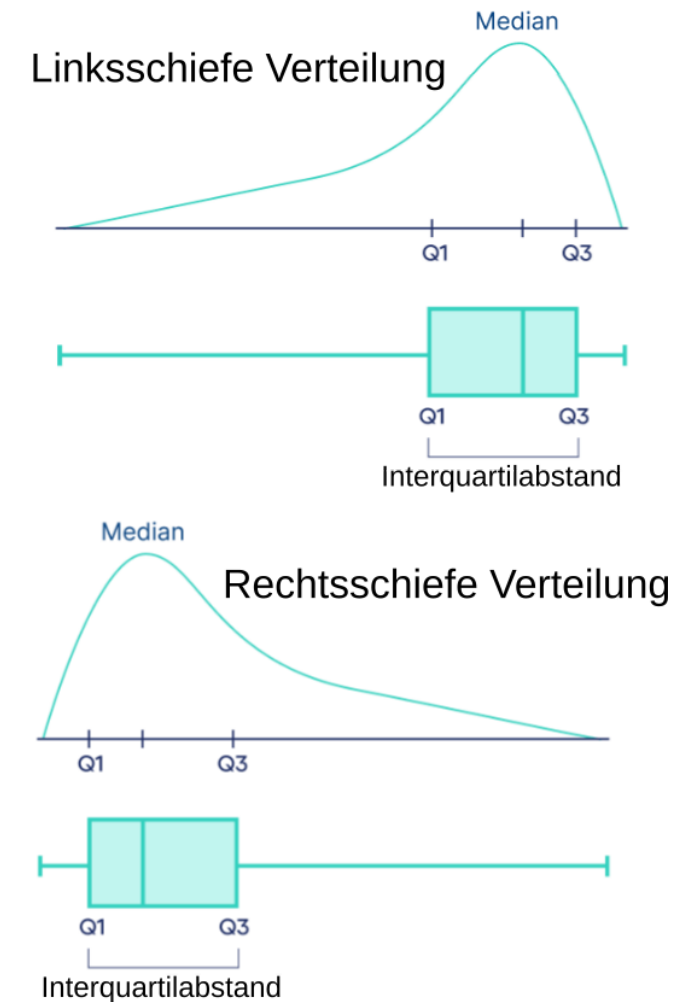 Median
Linksschiefe Verteilung
Q1 Q3
Q1 Q3
Interquartilabstand
Median
Rechtsschiefe Verteilung
Q1 Q3
Q1 Q3
Interquartilabstand